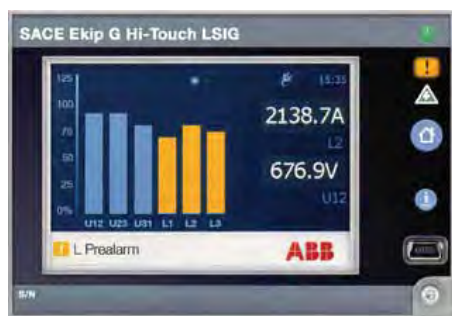 SACE Ekip G Hi-Touch LSIG
125
15:35
100
2138.7A
75
L2
50
676.9V
25
U12
0%
U12 U23 U31 L1 L2 L3
! L Prealarm
ABB
S/N